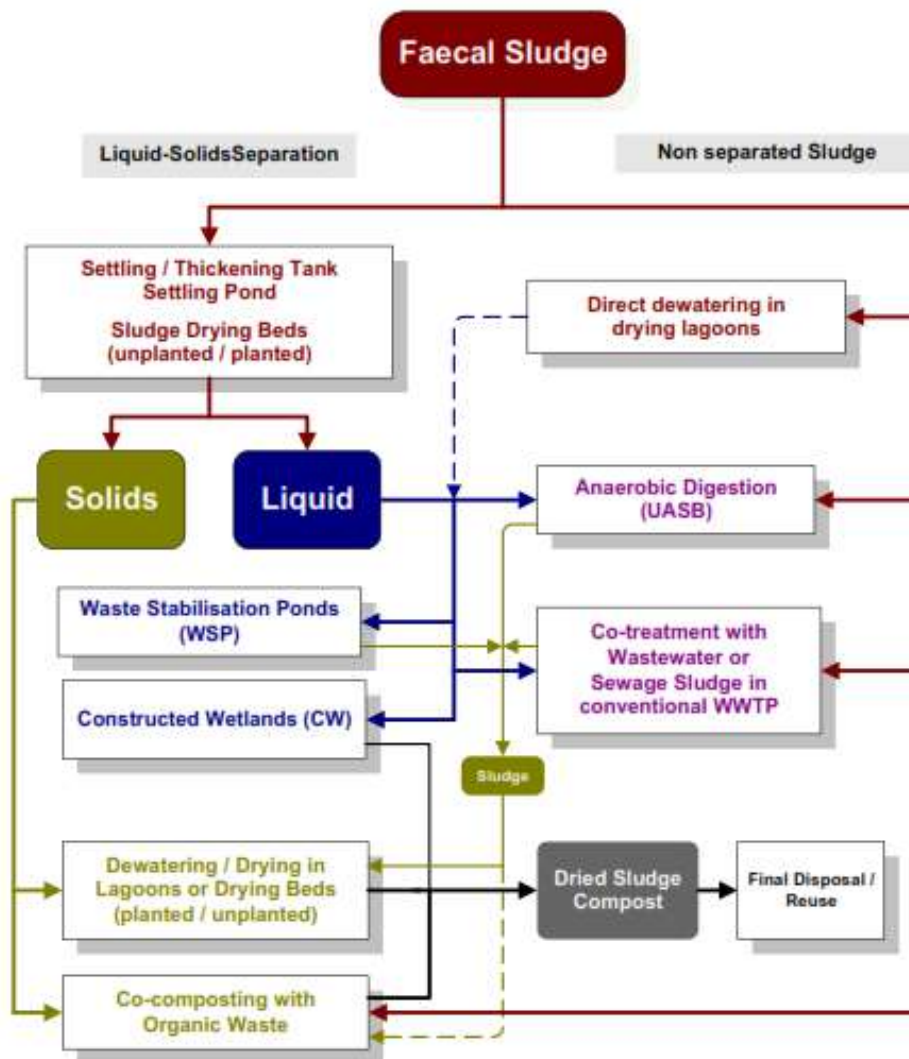 Faecal Sludge
Liquid-SolidsSeparation
Non separated Sludge
Settling / Thickening Tank
Settling Pond
Sludge Drying Beds
(unplanted / planted)
Direct dewatering in
drying lagoons
Solids
Liquid
Anaerobic Digestion
(UASB)
Waste Stabilisation Ponds
(WSP)
Co-treatment with
Wastewater or
Sewage Sludge in
conventional WWTP
Constructed Wetlands (CW)
Sludge
Dewatering / Drying in
Lagoons or Drying Beds
(planted / unplanted)
Dried Sludge
Compost
Final Disposal /
Reuse
Co-composting with
Organic Waste